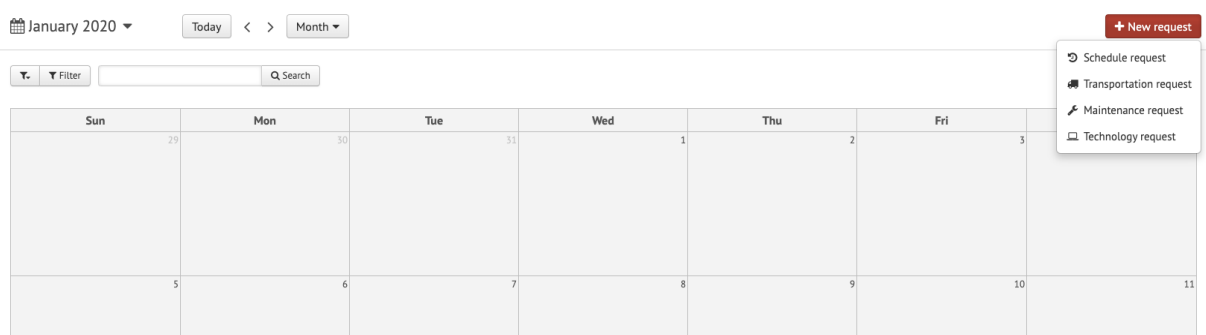 January 2020 Today < > Month + New request
Schedule request
Filter Search Transportation request
Maintenance request
Sun Mon Tue Wed Thu Fri
Technology request
29 30 31 1 2 3
5 6 7 8 9 10 11